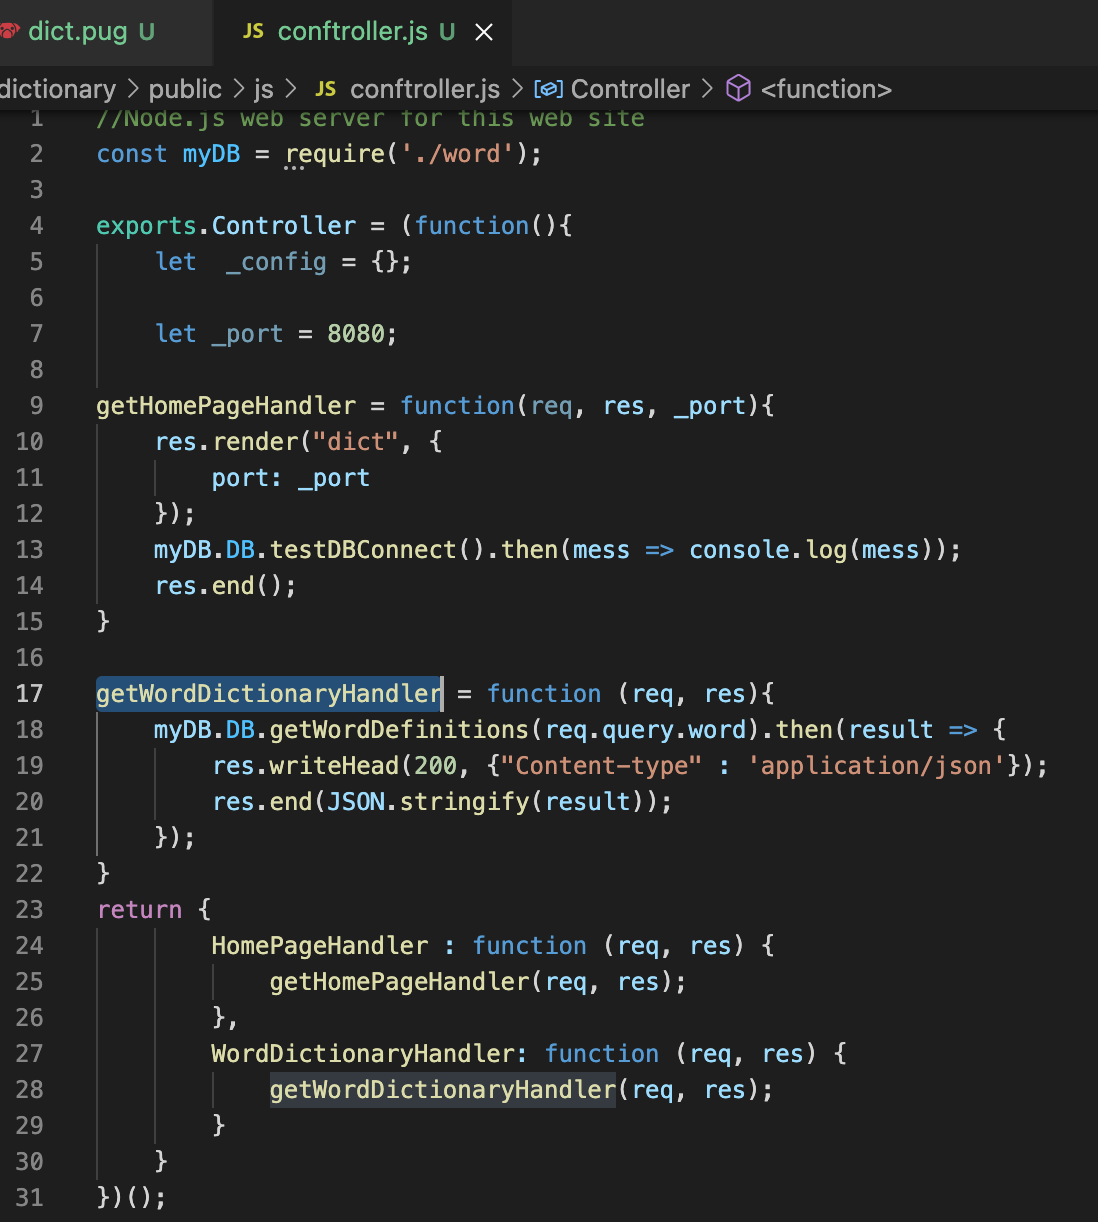 dict.pug U JS conftroller.js U ×
dictionary > public > js > JS conftroller.js > Controller > <function>
1 //Node.js web server for this web site
2 const myDB = require('./word');
3
4 exports.Controller = (function(){
5 let  _config = {};
6
7 let _port = 8080;
8
9 getHomePageHandler = function(req, res, _port){
10 res.render("dict", {
11 port: _port
12 });
13 myDB.DB.testDBConnect().then(mess => console.log(mess));
14 res.end();
15 }
16
17 getWordDictionaryHandler = function (req, res){
18 myDB.DB.getWordDefinitions(req.query.word).then(result => {
19 res.writeHead(200, {"Content-type" : 'application/json'});
20 res.end(JSON.stringify(result));
21 });
22 }
23 return {
24 HomePageHandler : function (req, res) {
25 getHomePageHandler(req, res);
26 },
27 WordDictionaryHandler: function (req, res) {
28 getWordDictionaryHandler(req, res);
29 }
30 }
31 })();